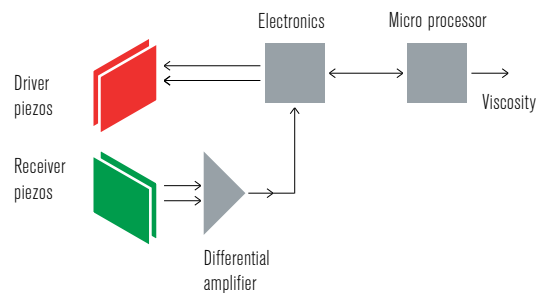 Electronics
Micro processor
Driver
piezos
Viscosity
Receiver
piezos
Differential
amplifier